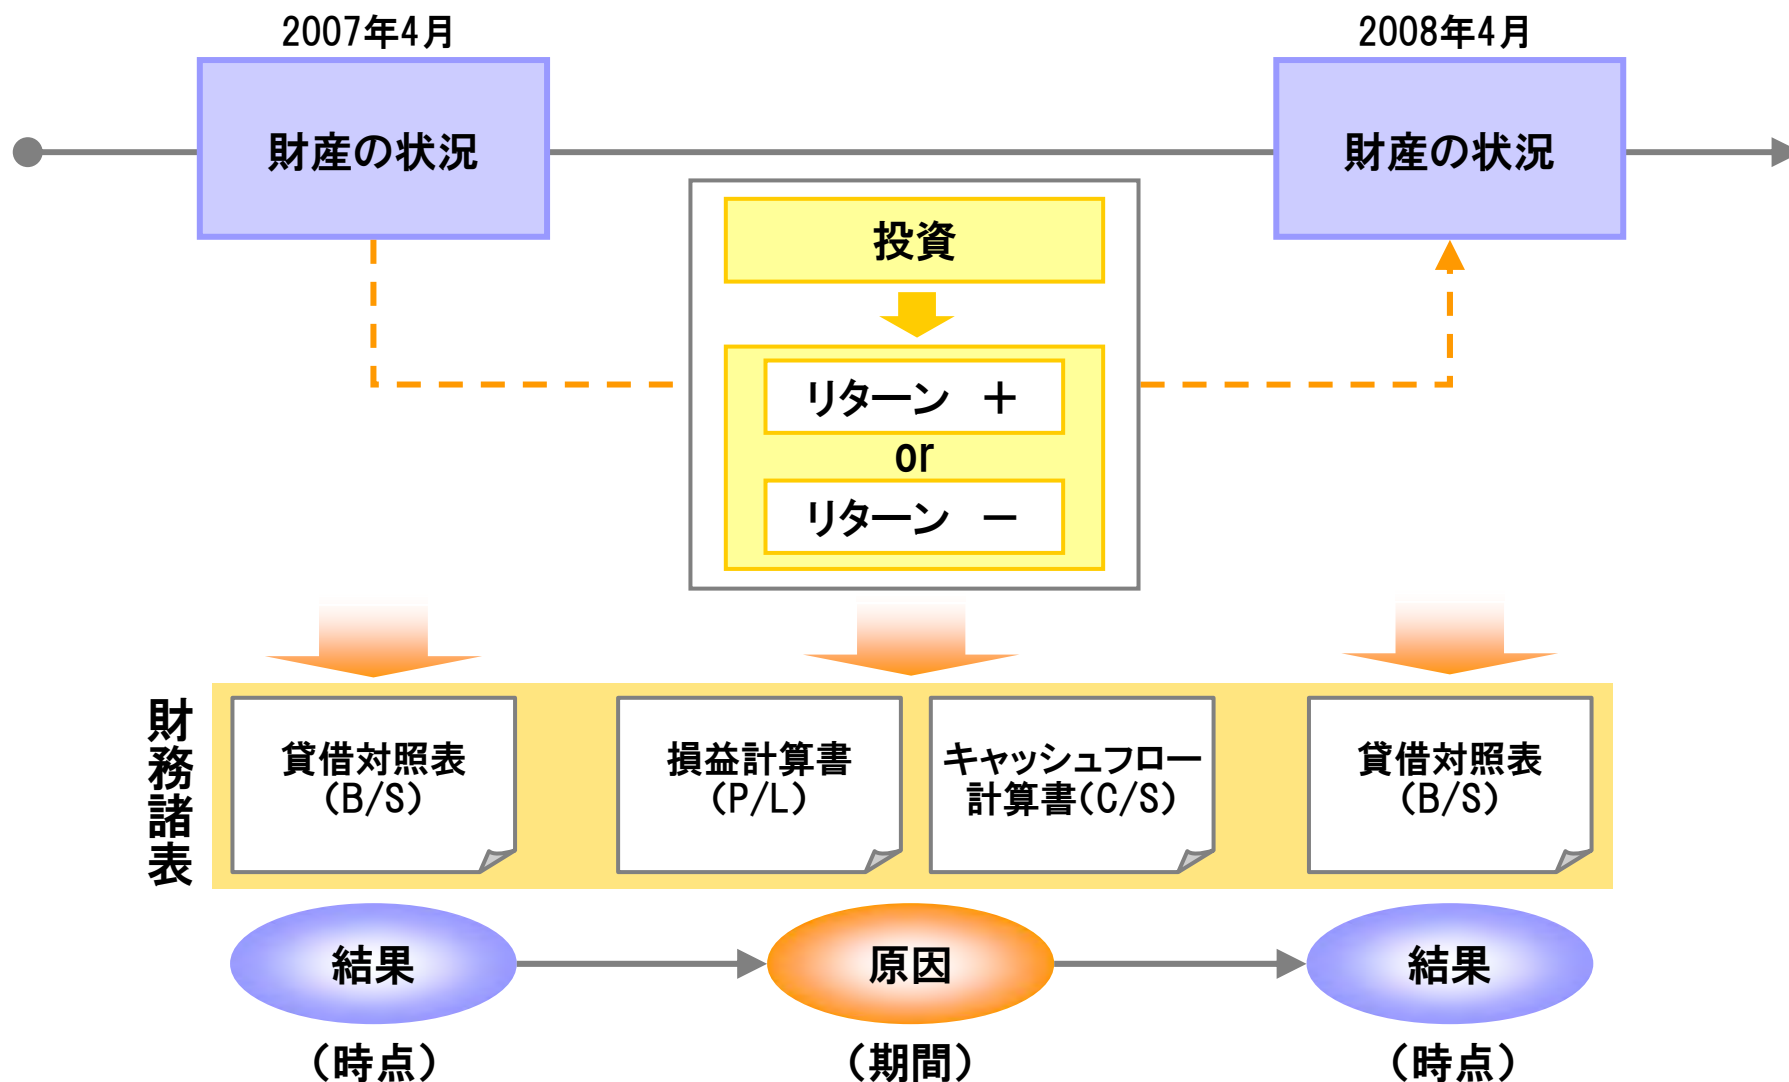 2007年4月
2008年4月
財産の状況
財産の状況
投資
リターン ＋
or
リターン －
財務諸表
貸借対照表
（B/S）
損益計算書
（P/L）
キャッシュフロー
計算書（C/S）
貸借対照表
（B/S）
結果
原因
結果
（時点）
（期間）
（時点）